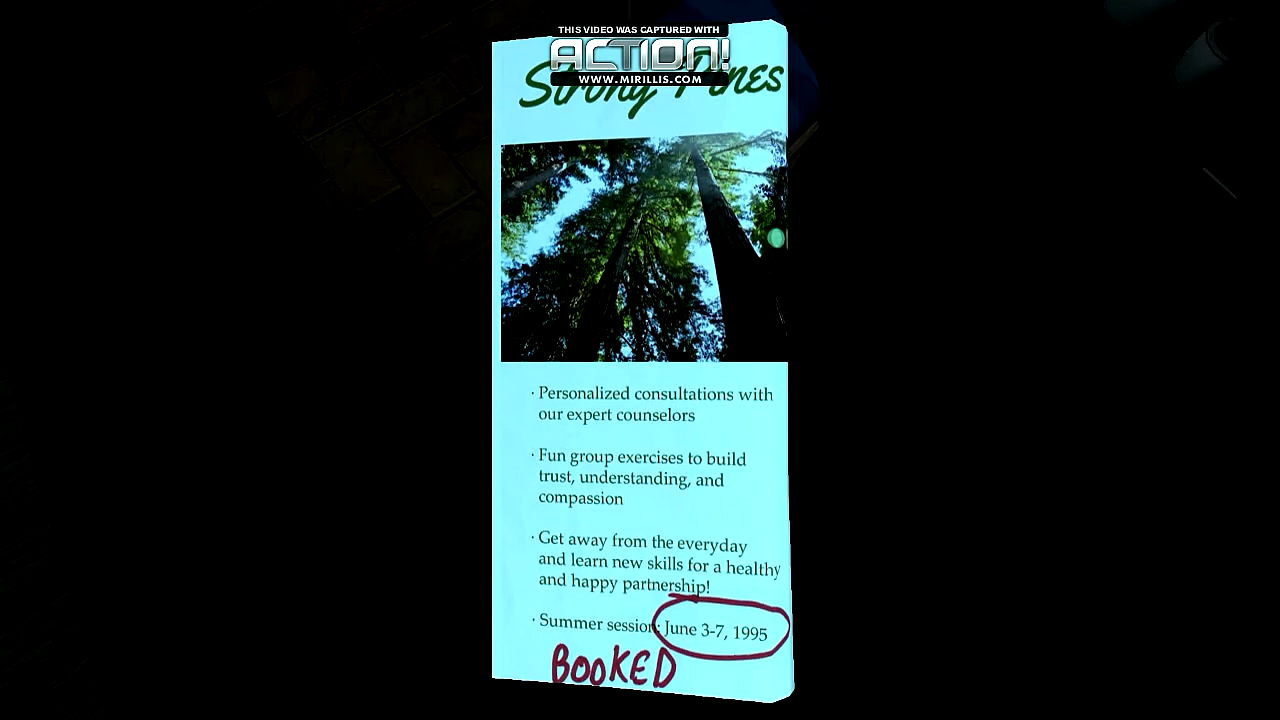 THIS VIDEO WAS CAPTURED WITH
ACTION!
WWW.MIRILLIS.COM
Strong Pines
· Personalized consultations with
our expert counselors
· Fun group exercises to build
trust, understanding, and
compassion
· Get away from the everyday
and learn new skills for a healthy
and happy partnership!
· Summer session: June 3-7, 1995
BOOKED